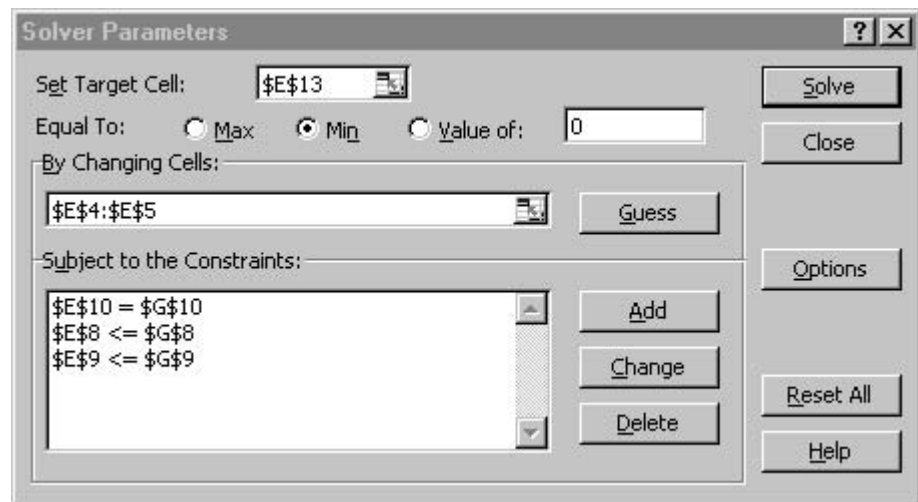 Solver Parameters
Set Target Cell: $E$13 Solve
Equal To: Max Min Value of: 0 Close
By Changing Cells:
$E$4:$E$5 Guess
Subject to the Constraints: Options
$E$10 = $G$10 Add
$E$8 <= $G$8
$E$9 <= $G$9 Change
Reset All
Delete
Help